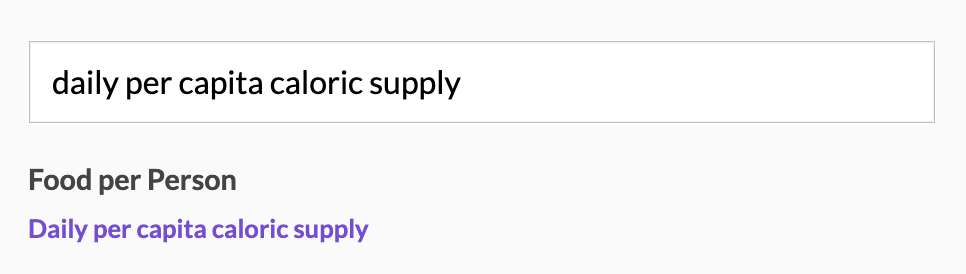 daily per capita caloric supply
Food per Person
Daily per capita caloric supply